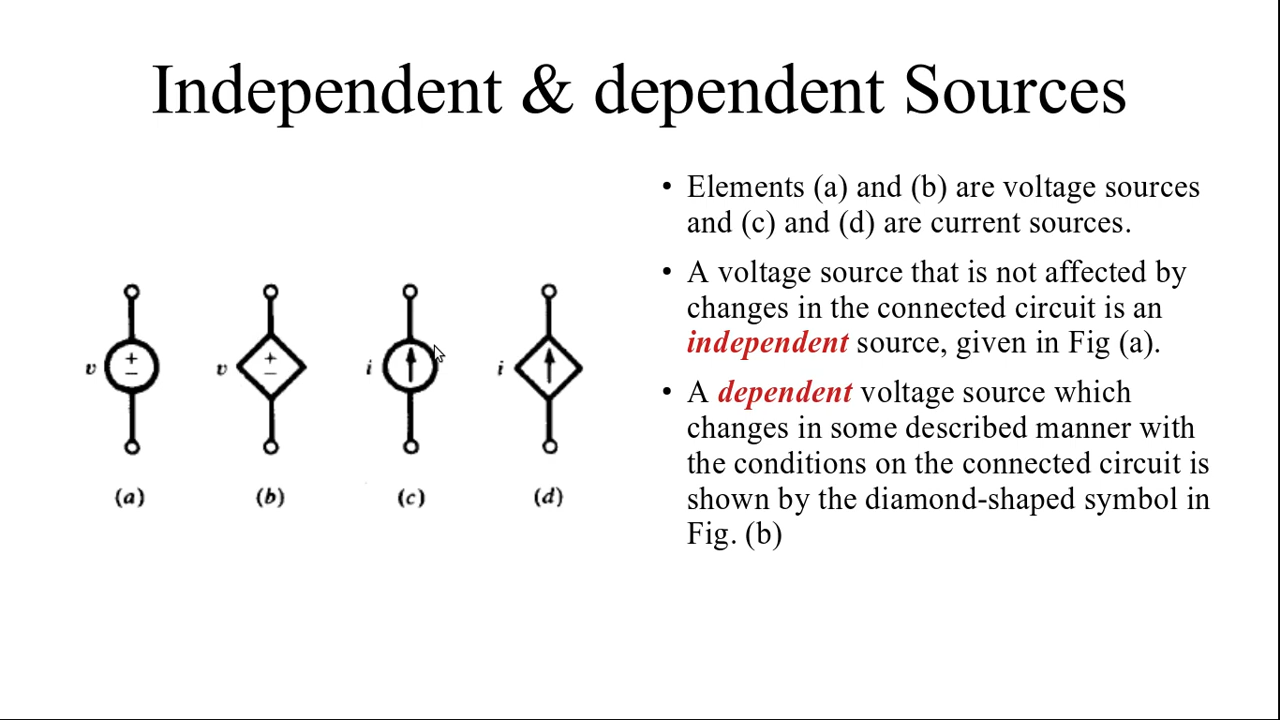 Independent & dependent Sources
• Elements (a) and (b) are voltage sources
and (c) and (d) are current sources.
• A voltage source that is not affected by
changes in the connected circuit is an
independent source, given in Fig (a).
• A dependent voltage source which
changes in some described manner with
the conditions on the connected circuit is
shown by the diamond-shaped symbol in
Fig. (b)
v + − v + − i i
(a) (b) (c) (d)